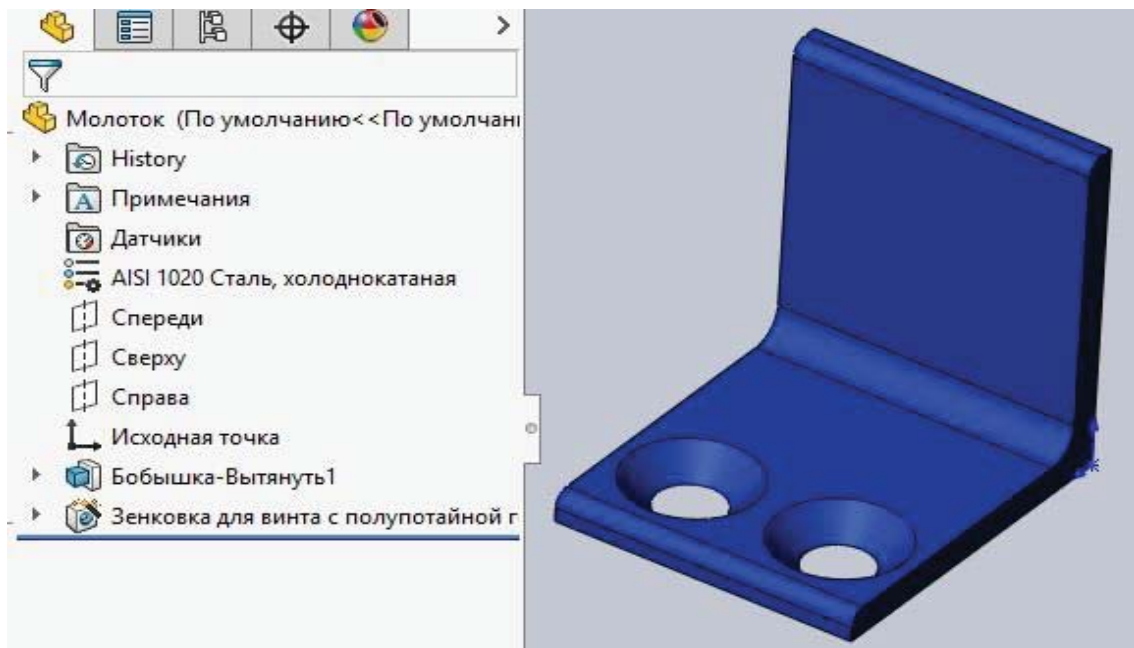 Молоток (По умолчанию<<По умолчан
History
Примечания
Датчики
AISI 1020 Сталь, холоднокатаная
Спереди
Сверху
Справа
Исходная точка
Бобышка-Вытянуть1
Зенковка для винта с полупотайной г